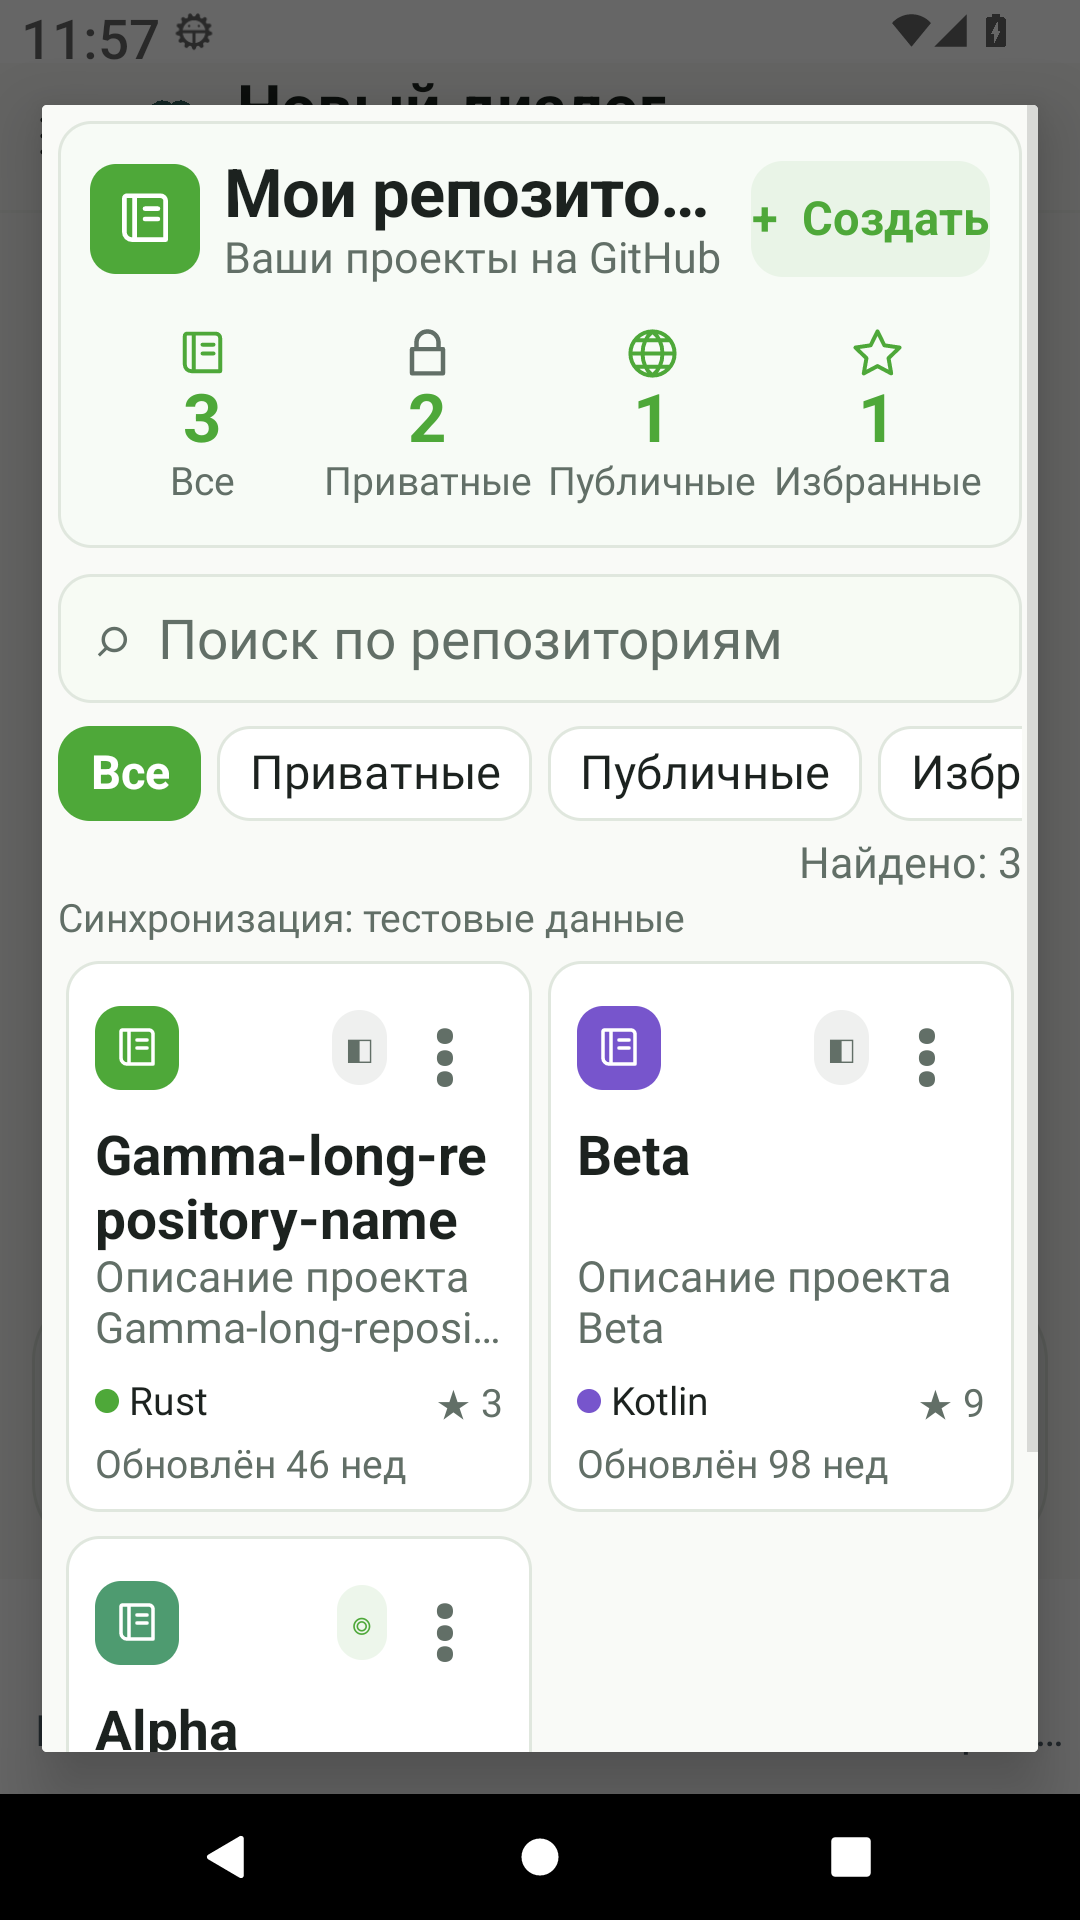 11:57
Новый диалог
Мои репозито...
Ваши проекты на GitHub
+ Создать
3
2
1
1
Все
Приватные
Публичные
Избранные
Поиск по репозиториям
Все
Приватные
Публичные
Избр
Найдено: 3
Синхронизация: тестовые данные
Gamma-long-re
pository-name
Описание проекта
Gamma-long-reposi...
Rust
★ 3
Обновлён 46 нед
Beta
Описание проекта
Beta
Kotlin
★ 9
Обновлён 98 нед
Alpha